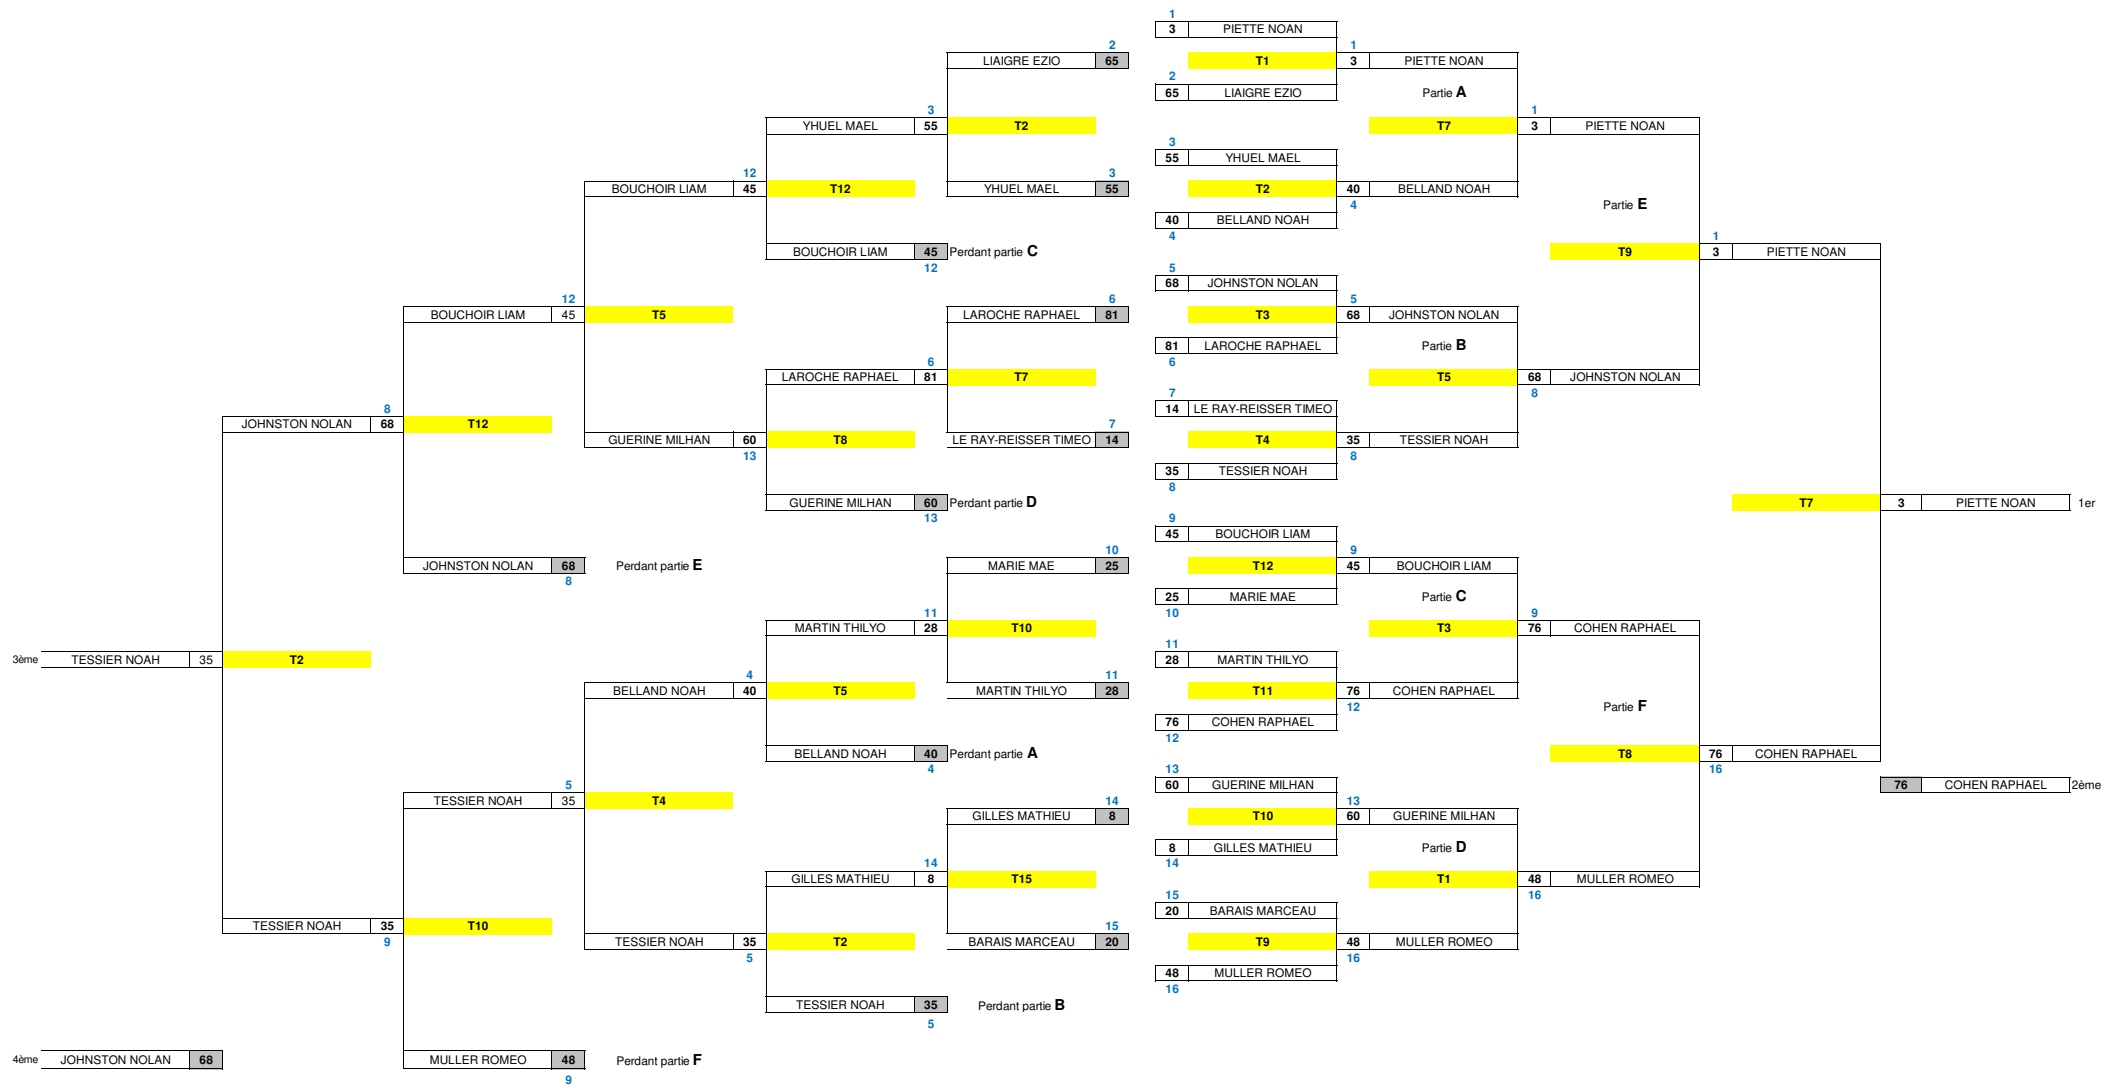 1
3 PIETTE NOAN
2 1
LIAIGRE EZIO 65 T1 3 PIETTE NOAN
2
65 LIAIGRE EZIO Partie A
3 1
YHUEL MAEL 55 T2 T7 3 PIETTE NOAN
3
55 YHUEL MAEL
12 3
BOUCHOIR LIAM 45 T12 YHUEL MAEL 55 T2 40 BELLAND NOAH
4 Partie E
40 BELLAND NOAH
4 1
BOUCHOIR LIAM 45 Perdant partie C T9 3 PIETTE NOAN
12 5
68 JOHNSTON NOLAN
12 6 5
BOUCHOIR LIAM 45 T5 LAROCHE RAPHAEL 81 T3 68 JOHNSTON NOLAN
81 LAROCHE RAPHAEL Partie B
6 6
LAROCHE RAPHAEL 81 T7 T5 68 JOHNSTON NOLAN
7 8
8 14 LE RAY-REISSER TIMEO
JOHNSTON NOLAN 68 T12 7
GUERINE MILHAN 60 T8 LE RAY-REISSER TIMEO 14 T4 35 TESSIER NOAH
13 8
35 TESSIER NOAH
8
GUERINE MILHAN 60 Perdant partie D T7 3 PIETTE NOAN 1er
13 9
45 BOUCHOIR LIAM
10 9
JOHNSTON NOLAN 68 Perdant partie E MARIE MAE 25 T12 45 BOUCHOIR LIAM
8
25 MARIE MAE Partie C
11 10 9
MARTIN THILYO 28 T10 T3 76 COHEN RAPHAEL
11
3ème TESSIER NOAH 35 T2 28 MARTIN THILYO
4 11
BELLAND NOAH 40 T5 MARTIN THILYO 28 T11 76 COHEN RAPHAEL
12 Partie F
76 COHEN RAPHAEL
12
BELLAND NOAH 40 Perdant partie A T8 76 COHEN RAPHAEL
4 13 16
5 60 GUERINE MILHAN 76 COHEN RAPHAEL 2ème
TESSIER NOAH 35 T4 14 13
GILLES MATHIEU 8 T10 60 GUERINE MILHAN
8 GILLES MATHIEU Partie D
14 14
GILLES MATHIEU 8 T15 T1 48 MULLER ROMEO
15 16
20 BARAIS MARCEAU
TESSIER NOAH 35 T10 15
9 TESSIER NOAH 35 T2 BARAIS MARCEAU 20 T9 48 MULLER ROMEO
5 16
48 MULLER ROMEO
16
TESSIER NOAH 35 Perdant partie B
5
4ème JOHNSTON NOLAN 68 MULLER ROMEO 48 Perdant partie F
9